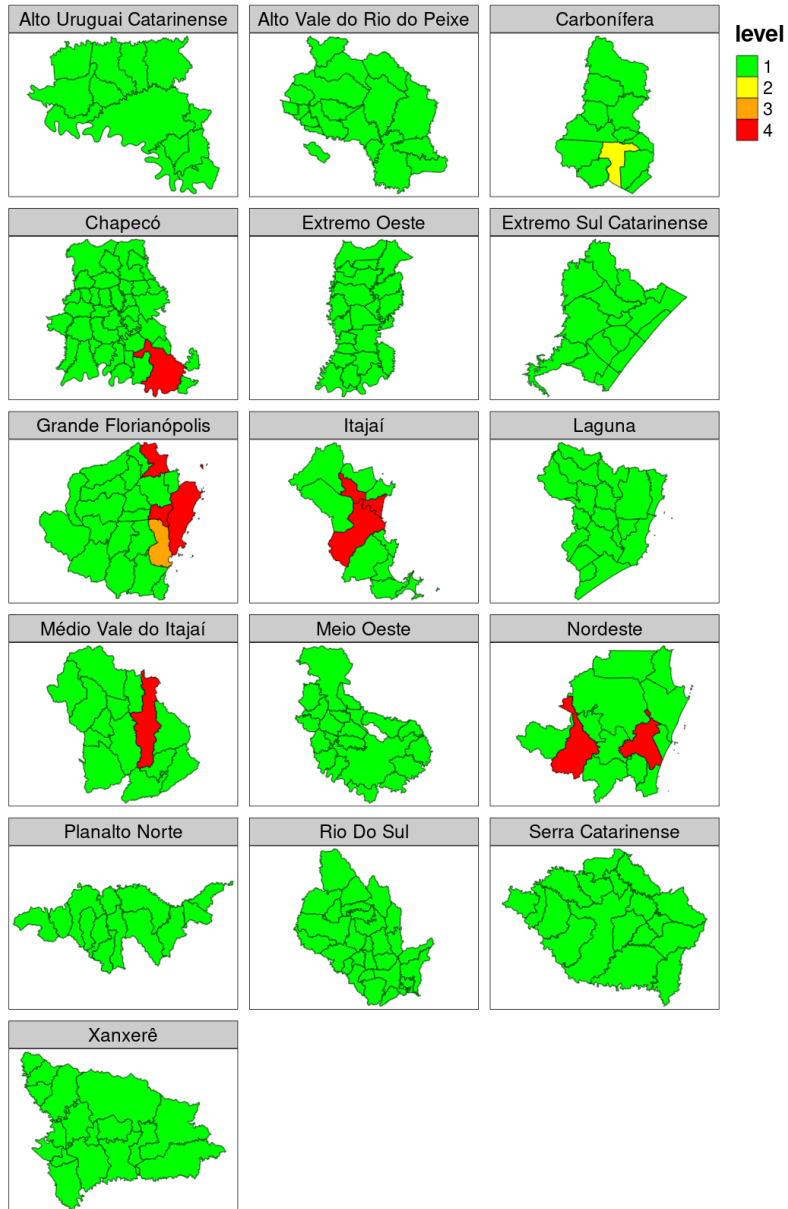 Alto Uruguai Catarinense
Alto Vale do Rio do Peixe
Carbonífera
level
1
2
3
4
Chapecó
Extremo Oeste
Extremo Sul Catarinense
Grande Florianópolis
Itajaí
Laguna
Médio Vale do Itajaí
Meio Oeste
Nordeste
Planalto Norte
Rio Do Sul
Serra Catarinense
Xanxerê